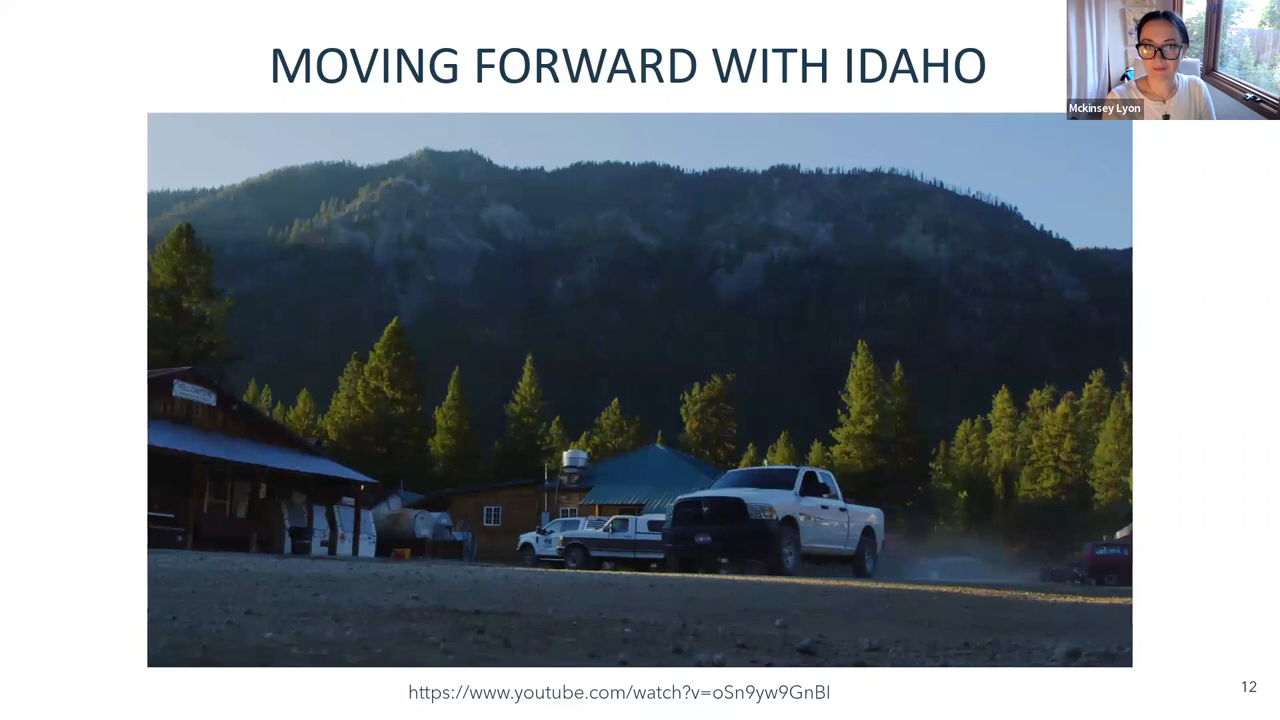 MOVING FORWARD WITH IDAHO
Mckinsey Lyon
https://www.youtube.com/watch?v=oSn9yw9GnBI
12